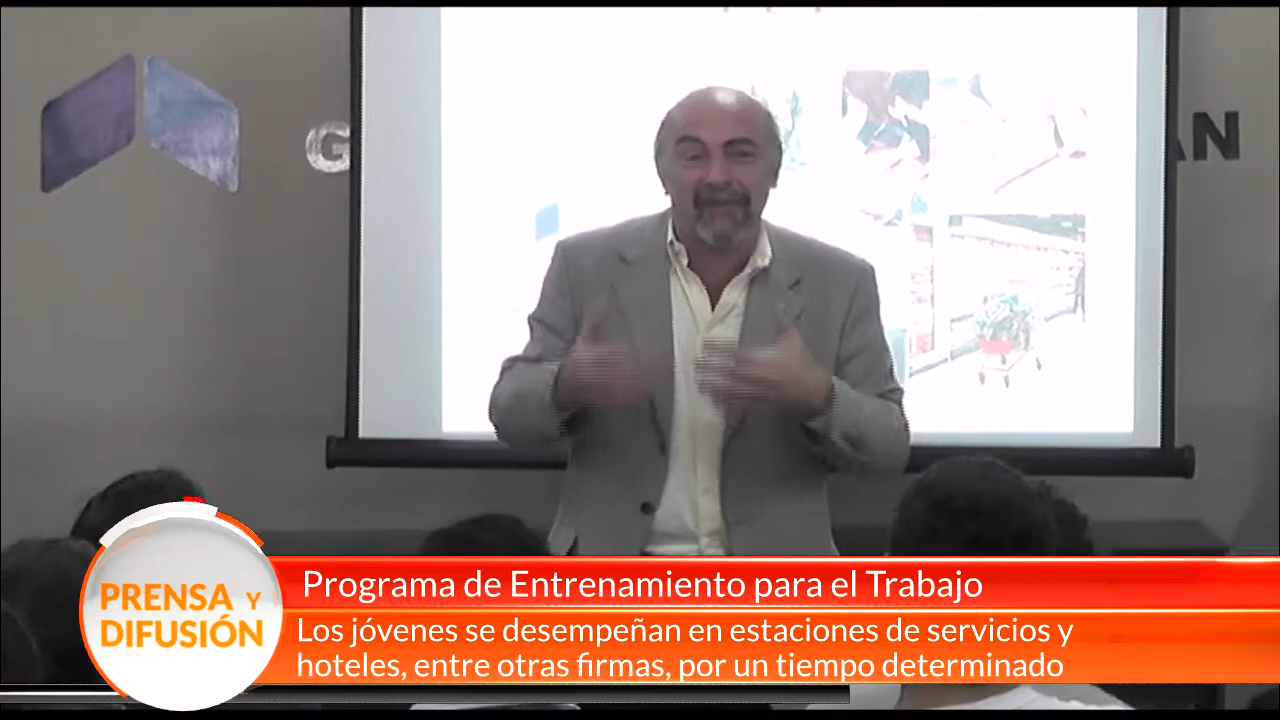 G
AN
Programa de Entrenamiento para el Trabajo
PRENSA Y
DIFUSIÓN
Los jóvenes se desempeñan en estaciones de servicios y
hoteles, entre otras firmas, por un tiempo determinado